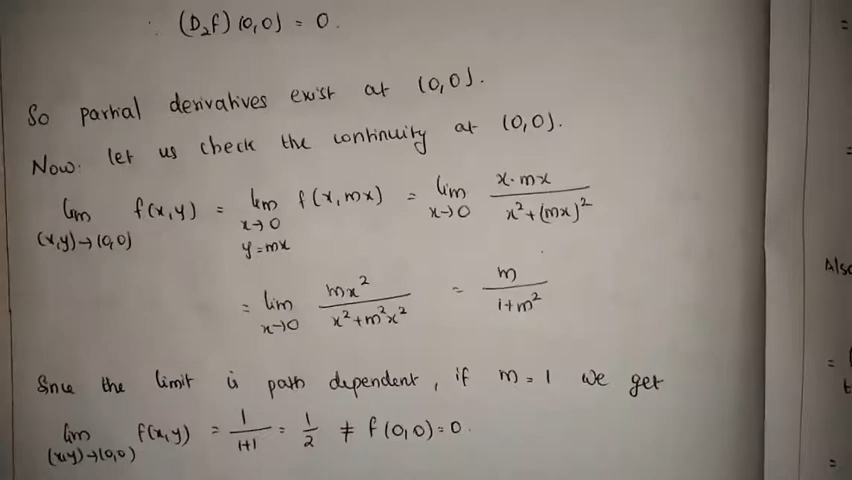 ∴ (D₂f)(0,0) = 0.
So partial derivatives exist at (0,0).
Now. let us check the continuity at (0,0).
lim f(x,y) = lim f(x,mx) = lim x·mx / x²+(mx)²
(x,y)→(0,0) x→0 x→0
y=mx
= lim mx² / x²+m²x² = m / 1+m²
x→0
Since the limit is path dependent, if m=1 we get
lim f(x,y) = 1/1+1 = 1/2 ≠ f(0,0)=0.
(x,y)→(0,0)
=
=
Also
=
=